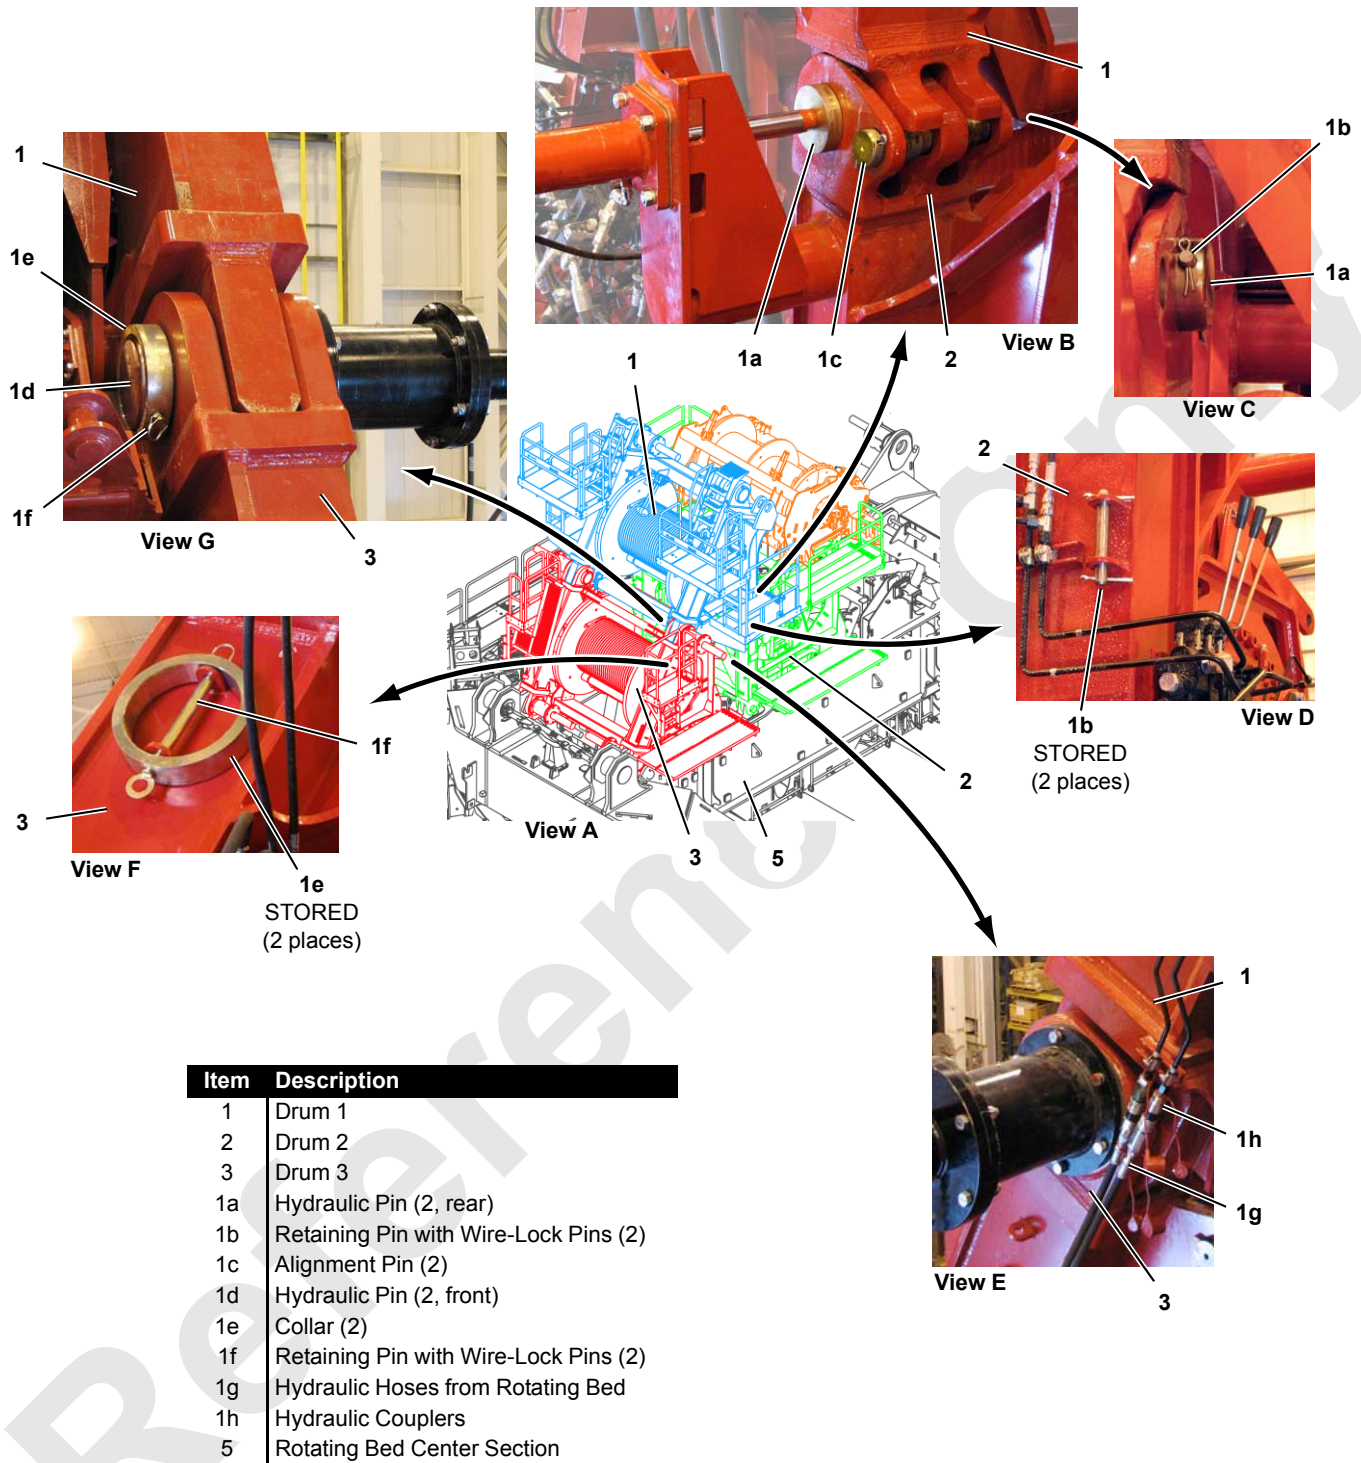 1
1e
1d
1f
View G
3
1
1a
1c
2
View B
1b
1a
View C
1
2
1b
STORED
(2 places)
View D
1f
3
View F
1e
STORED
(2 places)
View A
2
3
5
1
1h
1g
View E
3
Item Description
1 Drum 1
2 Drum 2
3 Drum 3
1a Hydraulic Pin (2, rear)
1b Retaining Pin with Wire-Lock Pins (2)
1c Alignment Pin (2)
1d Hydraulic Pin (2, front)
1e Collar (2)
1f Retaining Pin with Wire-Lock Pins (2)
1g Hydraulic Hoses from Rotating Bed
1h Hydraulic Couplers
5 Rotating Bed Center Section
Reference Only